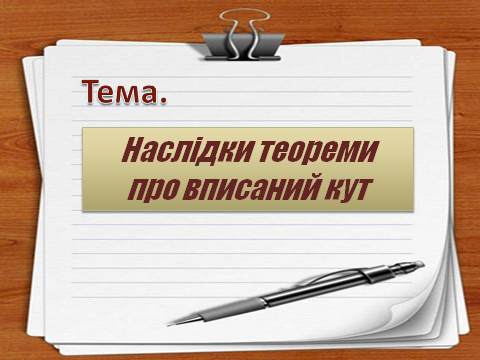 Тема.
Наслідки теореми
про вписаний кут